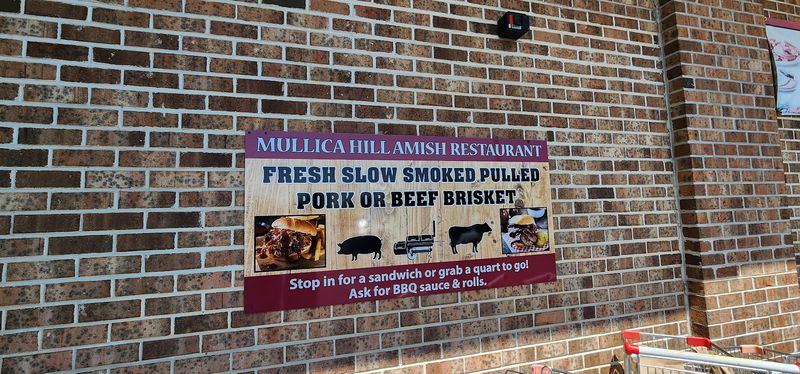 MULLICA HILL AMISH RESTAURANT
FRESH SLOW SMOKED PULLED
PORK OR BEEF BRISKET
Stop in for a sandwich or grab a quart to go!
Ask for BBQ sauce & rolls.